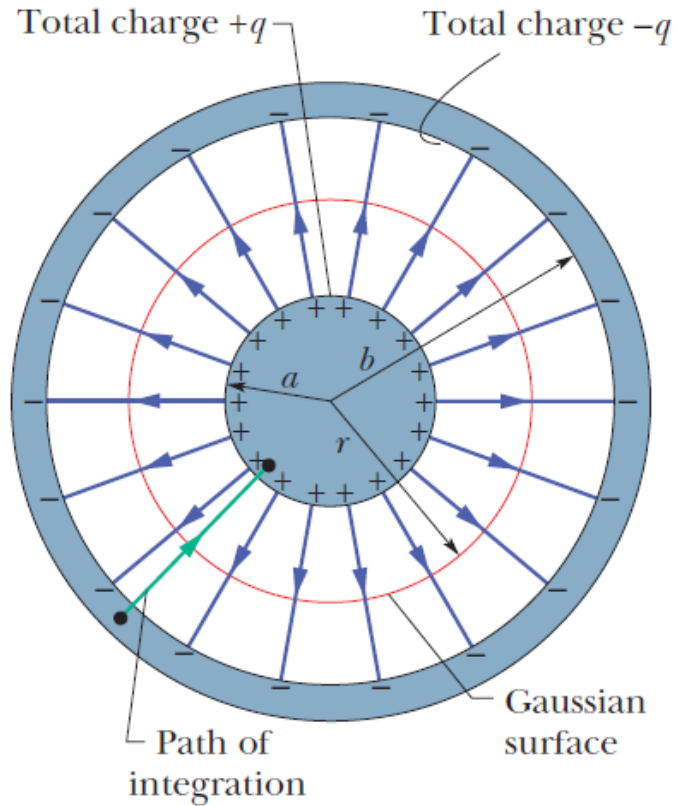 Total charge +q
Total charge –q
a
b
r
Path of
integration
Gaussian
surface